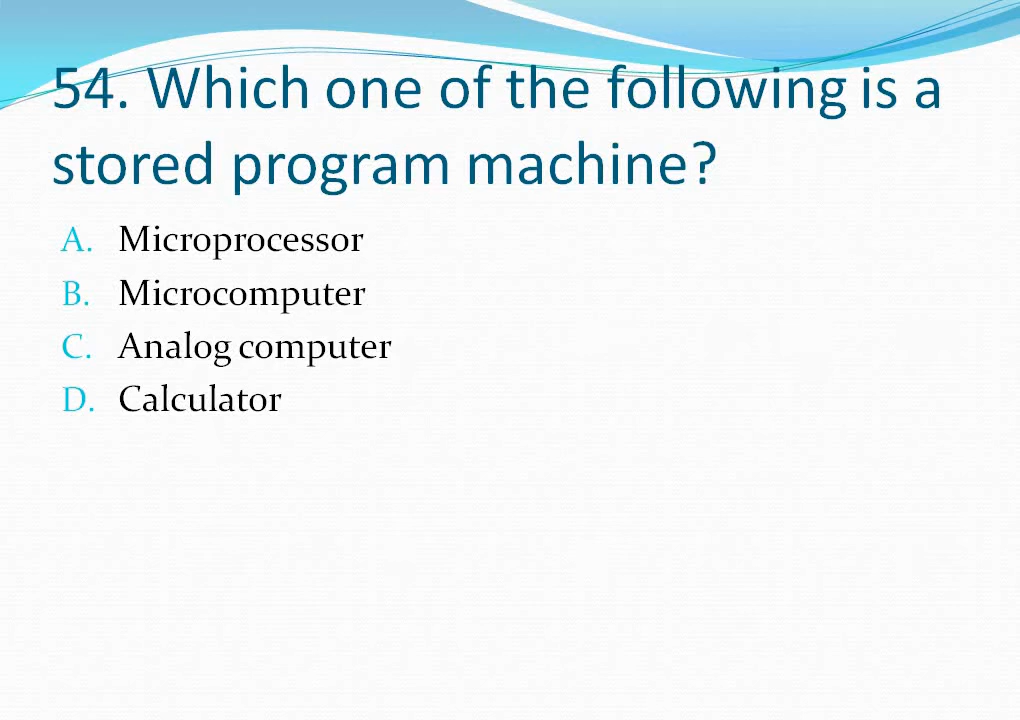 54. Which one of the following is a
stored program machine?
A. Microprocessor
B. Microcomputer
C. Analog computer
D. Calculator